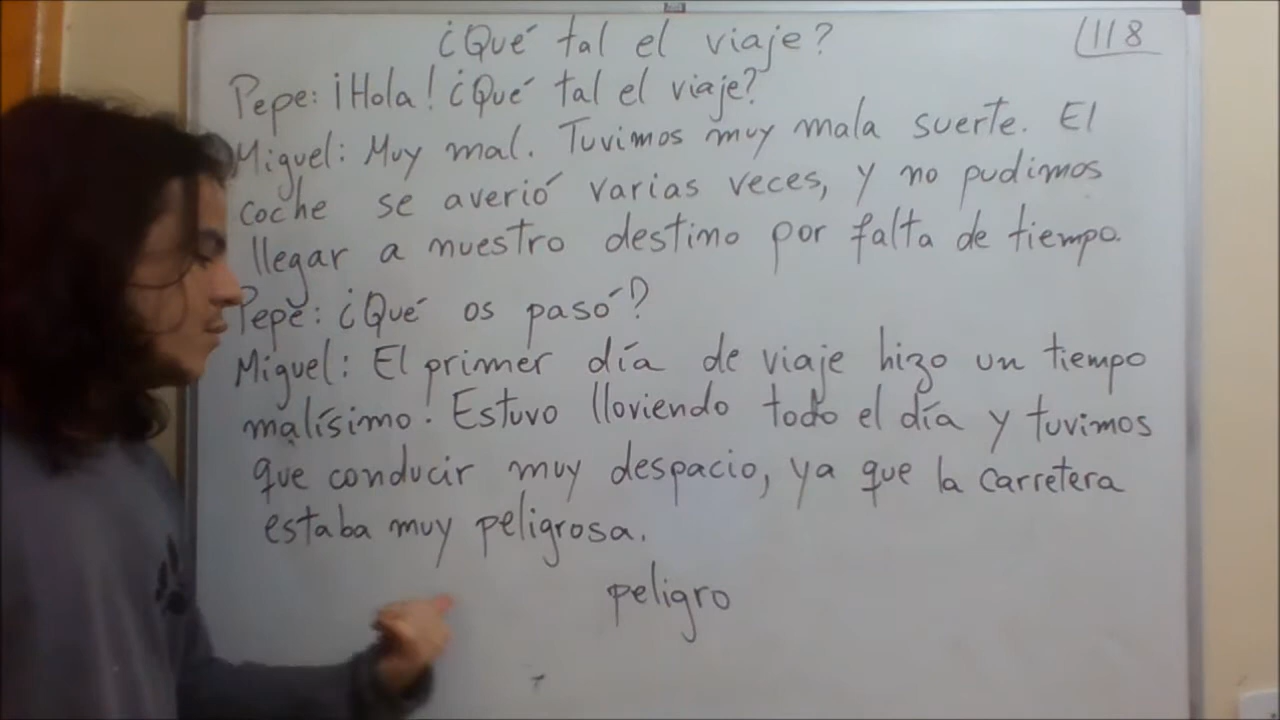 ¿Qué tal el viaje?
118
Pepe: ¡Hola! ¿Qué tal el viaje?
Miguel: Muy mal. Tuvimos muy mala suerte. El
coche se averió varias veces, y no pudimos
llegar a nuestro destino por falta de tiempo.
Pepe: ¿Qué os pasó?
Miguel: El primer día de viaje hizo un tiempo
malísimo. Estuvo lloviendo todo el día y tuvimos
que conducir muy despacio, ya que la carretera
estaba muy peligrosa.
peligro